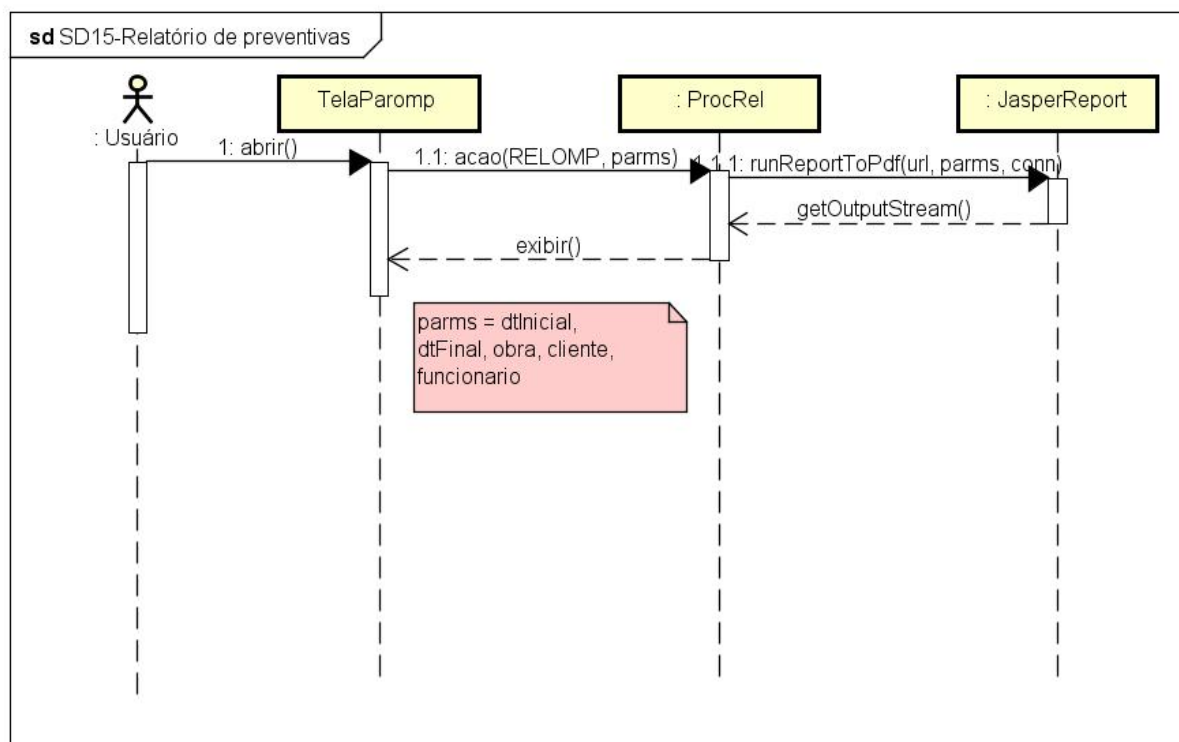 sd SD15-Relatório de preventivas
: Usuário
TelaParomp
: ProcRel
: JasperReport
1: abrir()
1.1: acao(RELOMP, parms)
1.1.1: runReportToPdf(url, parms, conn)
getOutputStream()
exibir()
parms = dtInicial,
dtFinal, obra, cliente,
funcionario